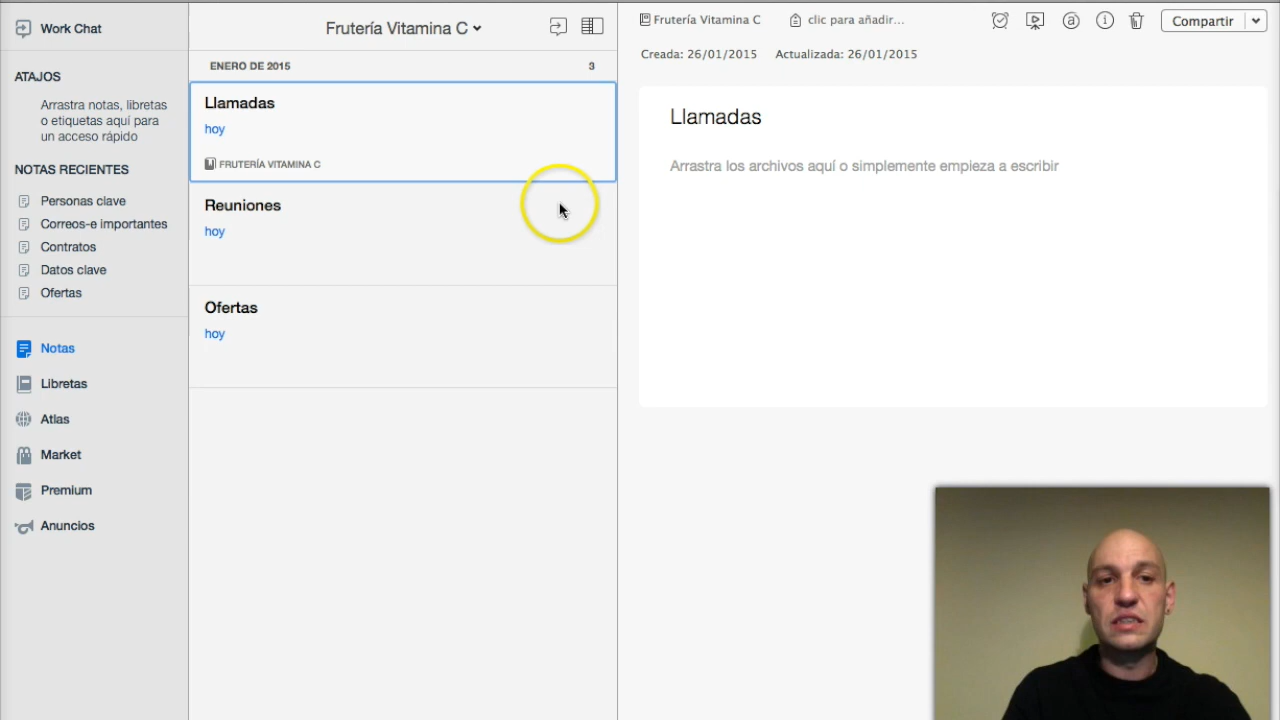 Work Chat
ATAJOS
Arrastra notas, libretas
o etiquetas aquí para
un acceso rápido
NOTAS RECIENTES
Personas clave
Correos-e importantes
Contratos
Datos clave
Ofertas
Notas
Libretas
Atlas
Market
Premium
Anuncios
Frutería Vitamina C
ENERO DE 2015 3
Llamadas
hoy
FRUTERÍA VITAMINA C
Reuniones
hoy
Ofertas
hoy
Frutería Vitamina C clic para añadir...
Compartir
Creada: 26/01/2015 Actualizada: 26/01/2015
Llamadas
Arrastra los archivos aquí o simplemente empieza a escribir